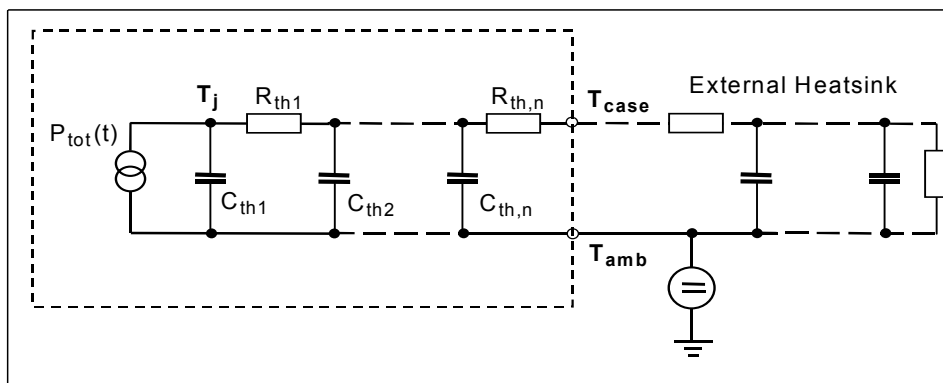 External Heatsink
T_j
R_th1
R_th,n
T_case
P_tot(t)
C_th1
C_th2
C_th,n
T_amb